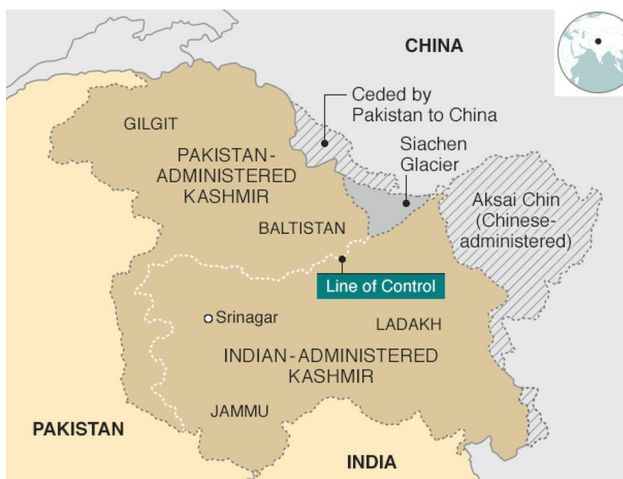 CHINA
Ceded by
Pakistan to China
GILGIT
Siachen
Glacier
PAKISTAN-
ADMINISTERED
KASHMIR
Aksai Chin
(Chinese-
administered)
BALTISTAN
Line of Control
Srinagar
LADAKH
INDIAN-ADMINISTERED
KASHMIR
JAMMU
PAKISTAN
INDIA